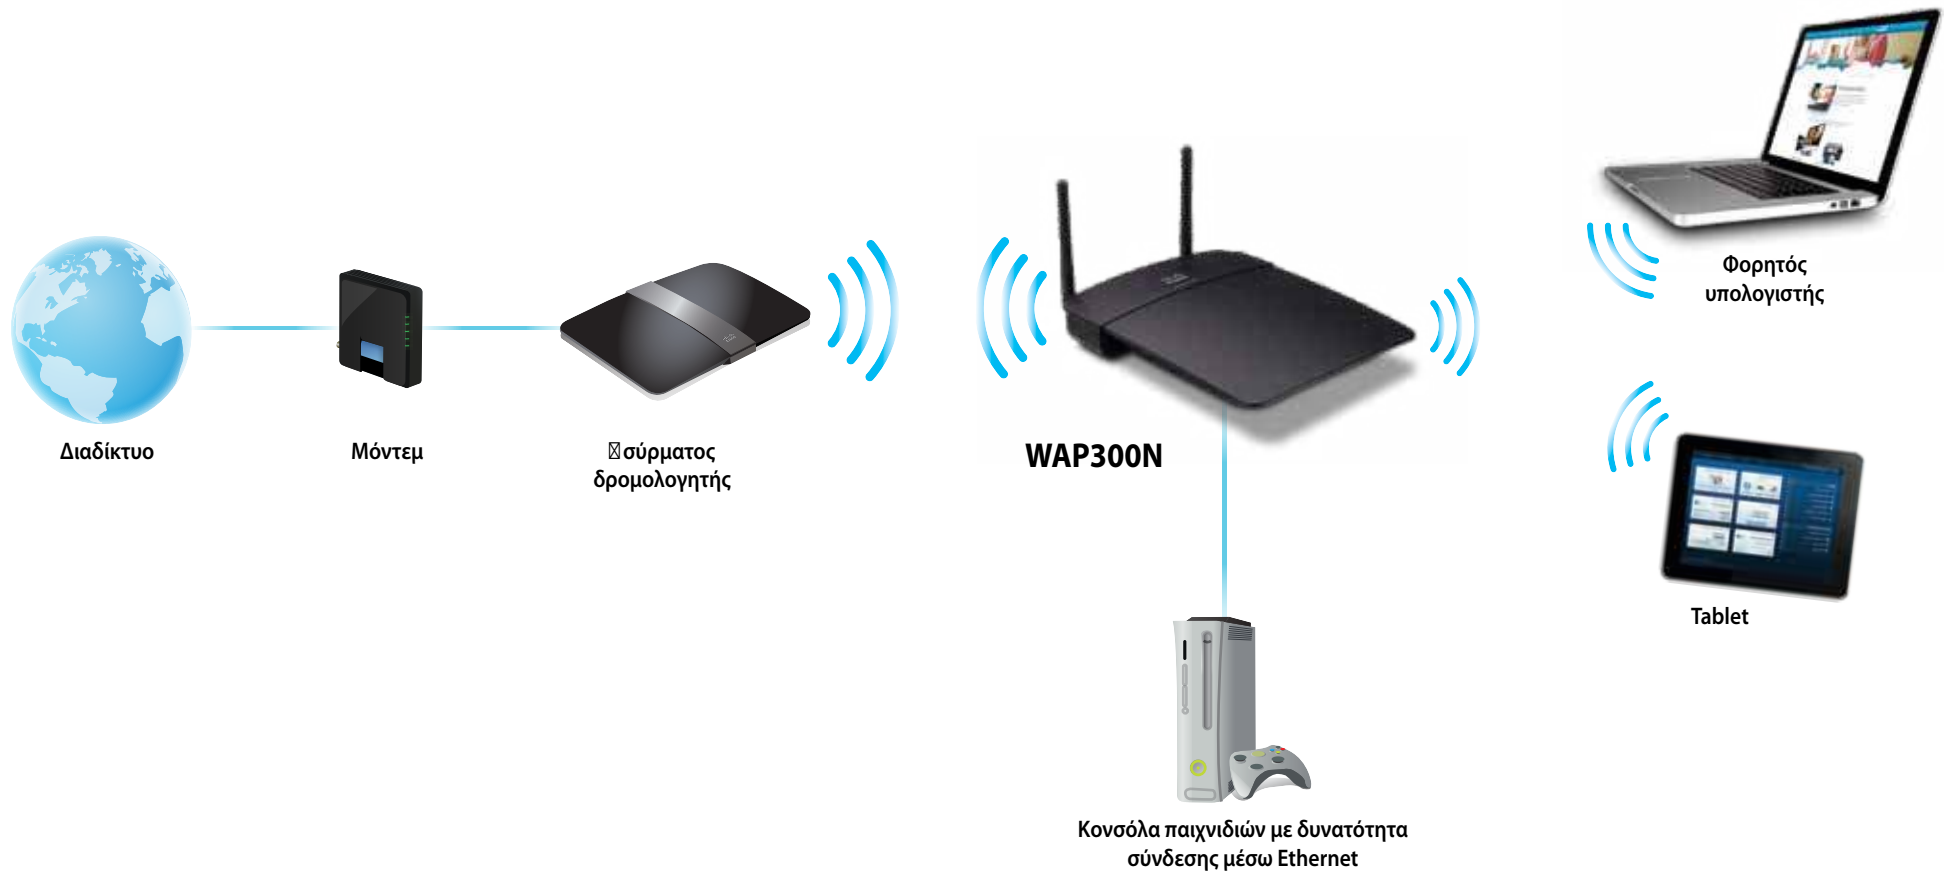 Διαδίκτυο
Μόντεμ
σύρματος
δρομολογητής
WAP300N
Φορητός
υπολογιστής
Tablet
Κονσόλα παιχνιδιών με δυνατότητα
σύνδεσης μέσω Ethernet